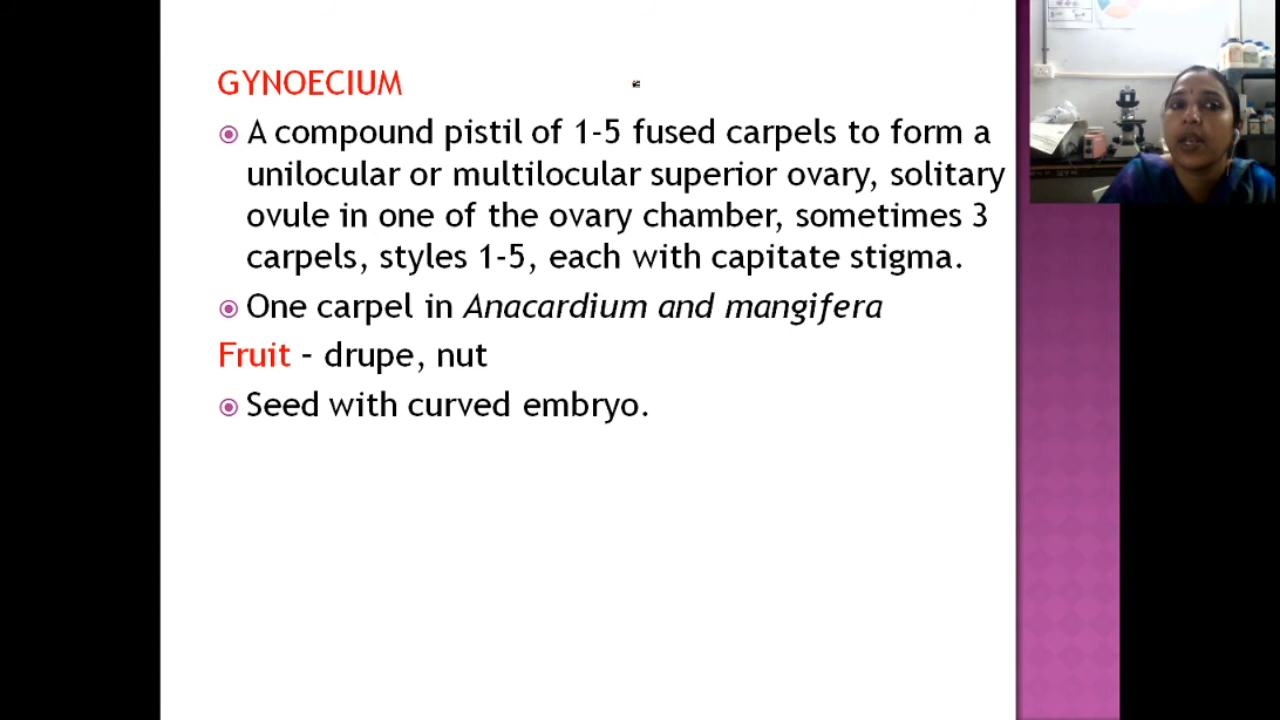 GYNOECIUM
A compound pistil of 1-5 fused carpels to form a
unilocular or multilocular superior ovary, solitary
ovule in one of the ovary chamber, sometimes 3
carpels, styles 1-5, each with capitate stigma.
One carpel in Anacardium and mangifera
Fruit - drupe, nut
Seed with curved embryo.